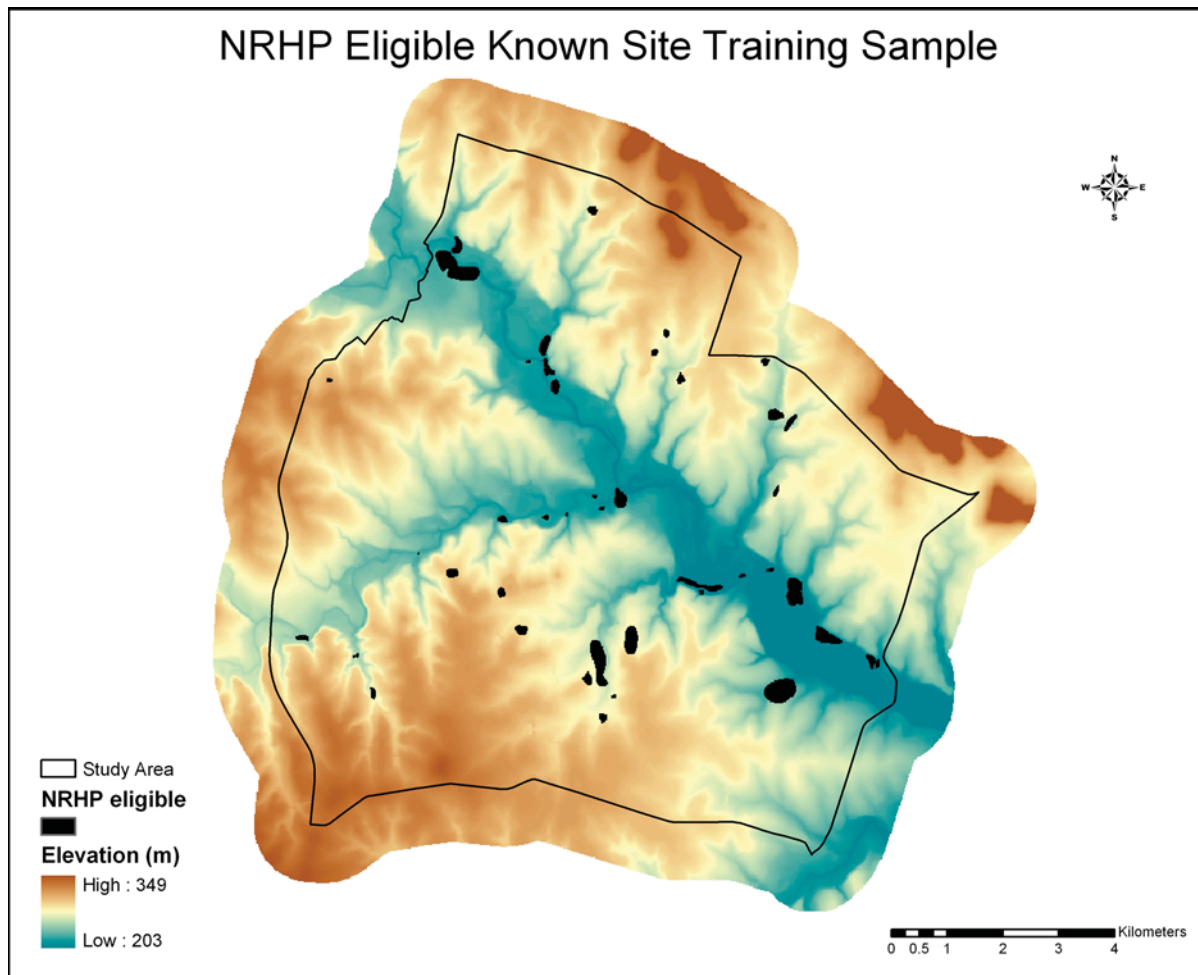 NRHP Eligible Known Site Training Sample
N
W E
S
Study Area
NRHP eligible
Elevation (m)
High : 349
Low : 203
Kilometers
0 0.5 1 2 3 4